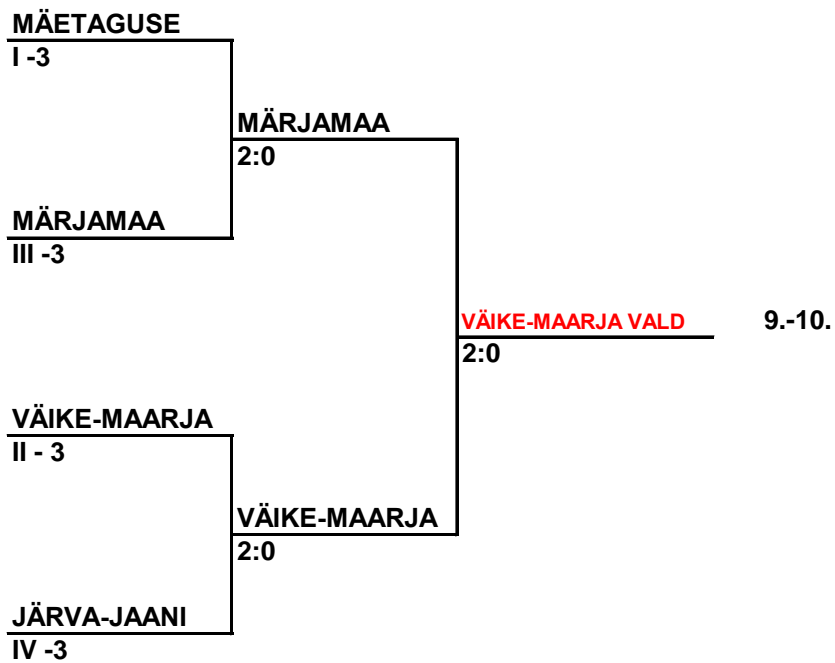 MÄETAGUSE
I -3
MÄRJAMAA
2:0
MÄRJAMAA
III -3
VÄIKE-MAARJA VALD 9.-10.
2:0
VÄIKE-MAARJA
II - 3
VÄIKE-MAARJA
2:0
JÄRVA-JAANI
IV -3